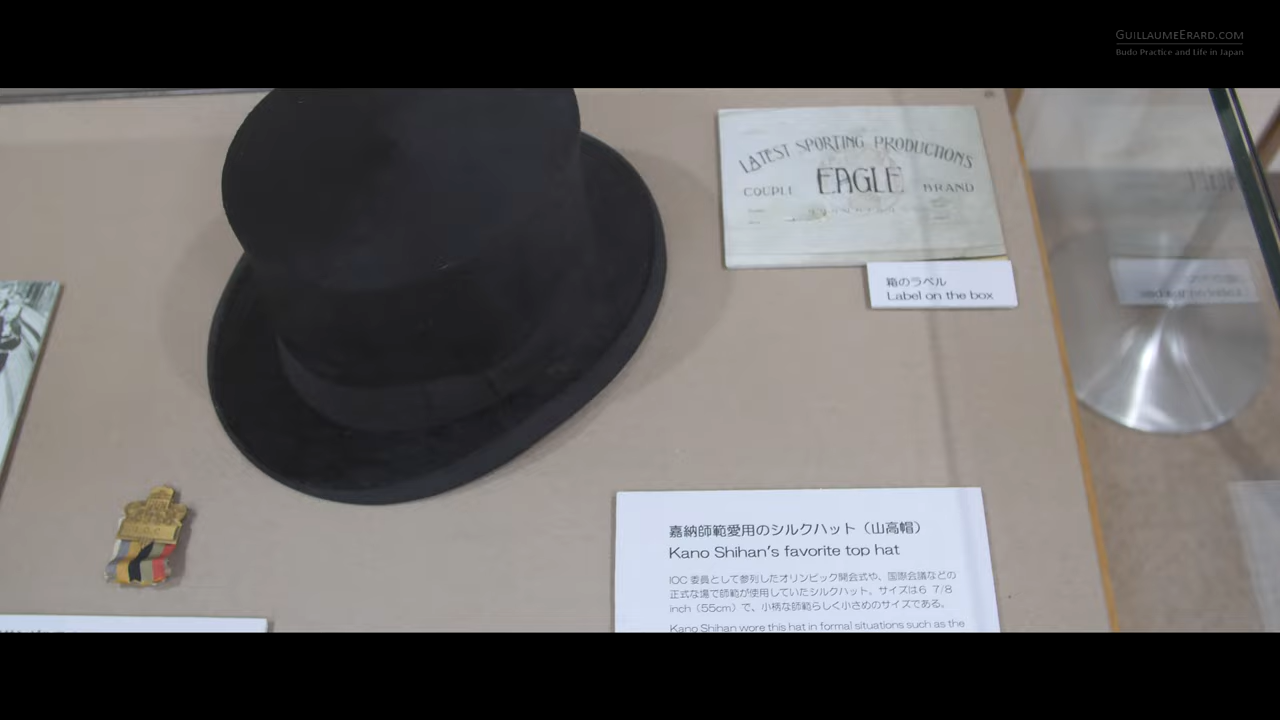 GUILLAUMEERARD.COM
Budo Practice and Life in Japan
LATEST SPORTING PRODUCTIONS
COUPLE EAGLE BRAND
箱のラベル
Label on the box
I.O.C
嘉納師範愛用のシルクハット（山高帽）
Kano Shihan's favorite top hat
IOC 委員として参列したオリンピック開会式や、国際会議などの
正式な場で師範が使用していたシルクハット。サイズは6 7/8
inch（55cm）で、小柄な師範らしく小さめのサイズである。
Kano Shihan wore this hat in formal situations such as the